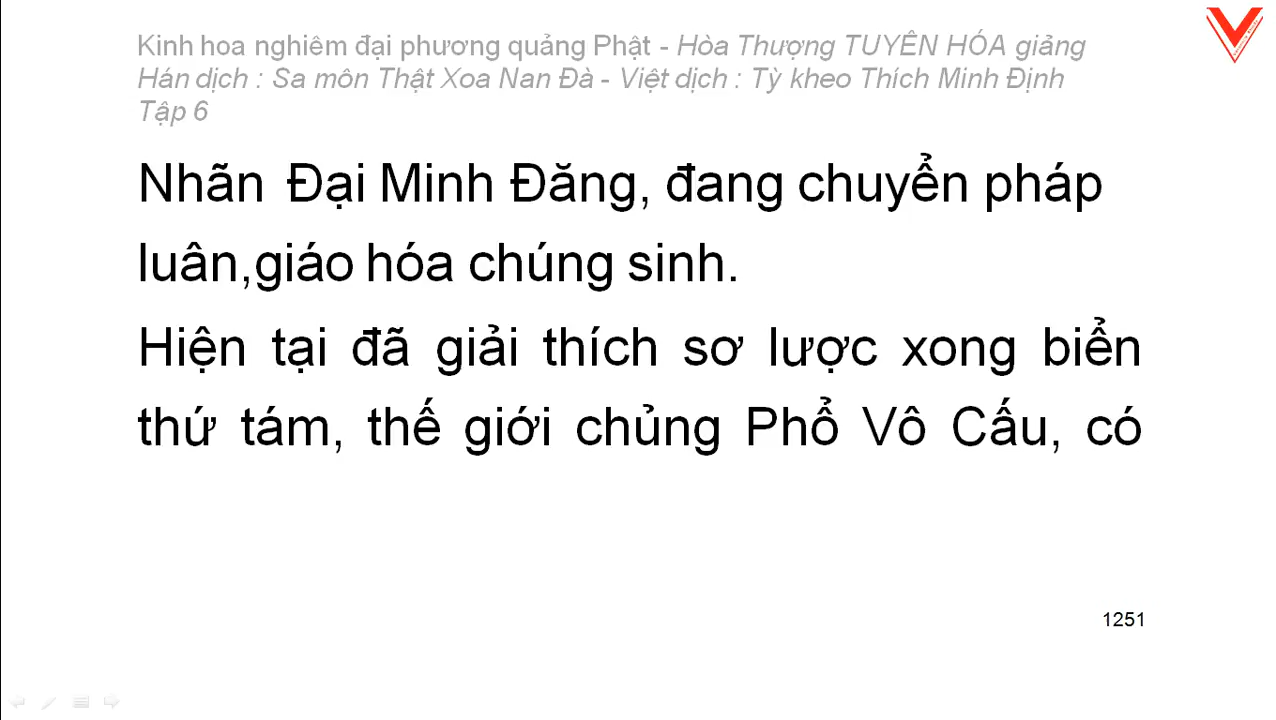 Kinh hoa nghiêm đại phương quảng Phật - Hòa Thượng TUYÊN HÓA giảng
Hán dịch : Sa môn Thật Xoa Nan Đà - Việt dịch : Tỳ kheo Thích Minh Định
Tập 6
Nhãn Đại Minh Đăng, đang chuyển pháp
luân,giáo hóa chúng sinh.
Hiện tại đã giải thích sơ lược xong biển
thứ tám, thế giới chủng Phổ Vô Cấu, có
1251